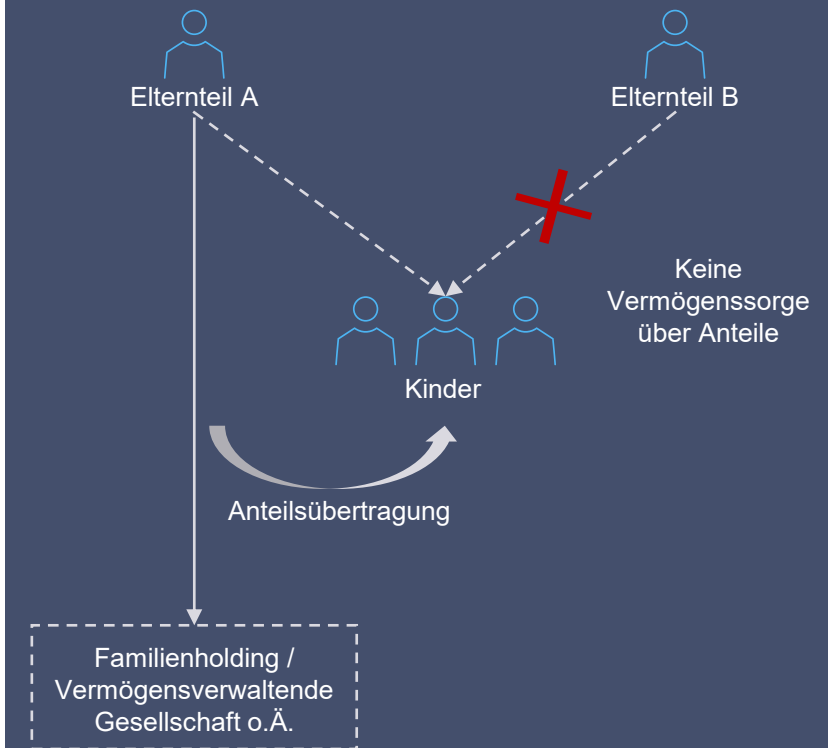 Elternteil A
Elternteil B
Keine
Vermögenssorge
über Anteile
Kinder
Anteilsübertragung
Familienholding /
Vermögensverwaltende
Gesellschaft o.Ä.